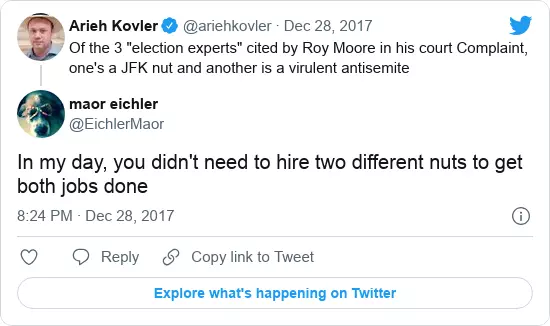 Arieh Kovler @ariehkovler · Dec 28, 2017
Of the 3 "election experts" cited by Roy Moore in his court Complaint,
one's a JFK nut and another is a virulent antisemite
maor eichler
@EichlerMaor
In my day, you didn't need to hire two different nuts to get
both jobs done
8:24 PM · Dec 28, 2017
Reply Copy link to Tweet
Explore what's happening on Twitter